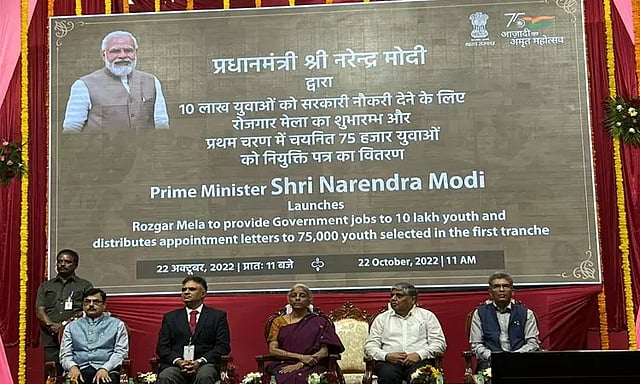 भारत सरकार
75
आज़ादी का
अमृत महोत्सव
प्रधानमंत्री श्री नरेन्द्र मोदी
द्वारा
10 लाख युवाओं को सरकारी नौकरी देने के लिए
रोजगार मेला का शुभारम्भ और
प्रथम चरण में चयनित 75 हजार युवाओं
को नियुक्ति पत्र का वितरण
Prime Minister Shri Narendra Modi
Launches
Rozgar Mela to provide Government jobs to 10 lakh youth and
distributes appointment letters to 75,000 youth selected in the first tranche
22 अक्टूबर, 2022 | प्रातः 11 बजे 22 October, 2022 | 11 AM